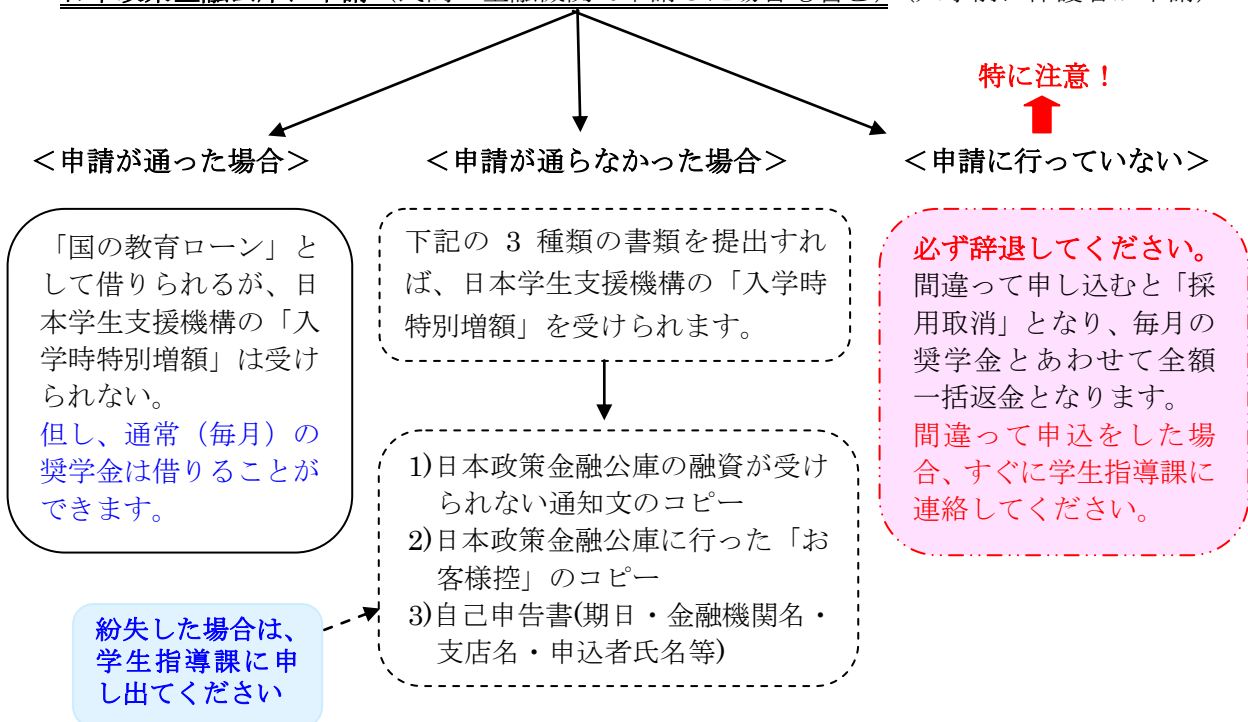 特に注意！
＜申請が通った場合＞
＜申請が通らなかった場合＞
＜申請に行っていない＞
「国の教育ローン」と
して借りられるが、日
本学生支援機構の「入
学時特別増額」は受け
られない。
但し、通常（毎月）の
奨学金は借りることが
できます。
下記の 3 種類の書類を提出すれ
ば、日本学生支援機構の「入学時
特別増額」を受けられます。
1)日本政策金融公庫の融資が受け
られない通知文のコピー
2)日本政策金融公庫に行った「お
客様控」のコピー
3)自己申告書(期日・金融機関名・
支店名・申込者氏名等)
紛失した場合は、
学生指導課に申
し出てください
必ず辞退してください。
間違って申し込むと「採
用取消」となり、毎月の
奨学金とあわせて全額
一括返金となります。
間違って申込をした場
合、すぐに学生指導課に
連絡してください。